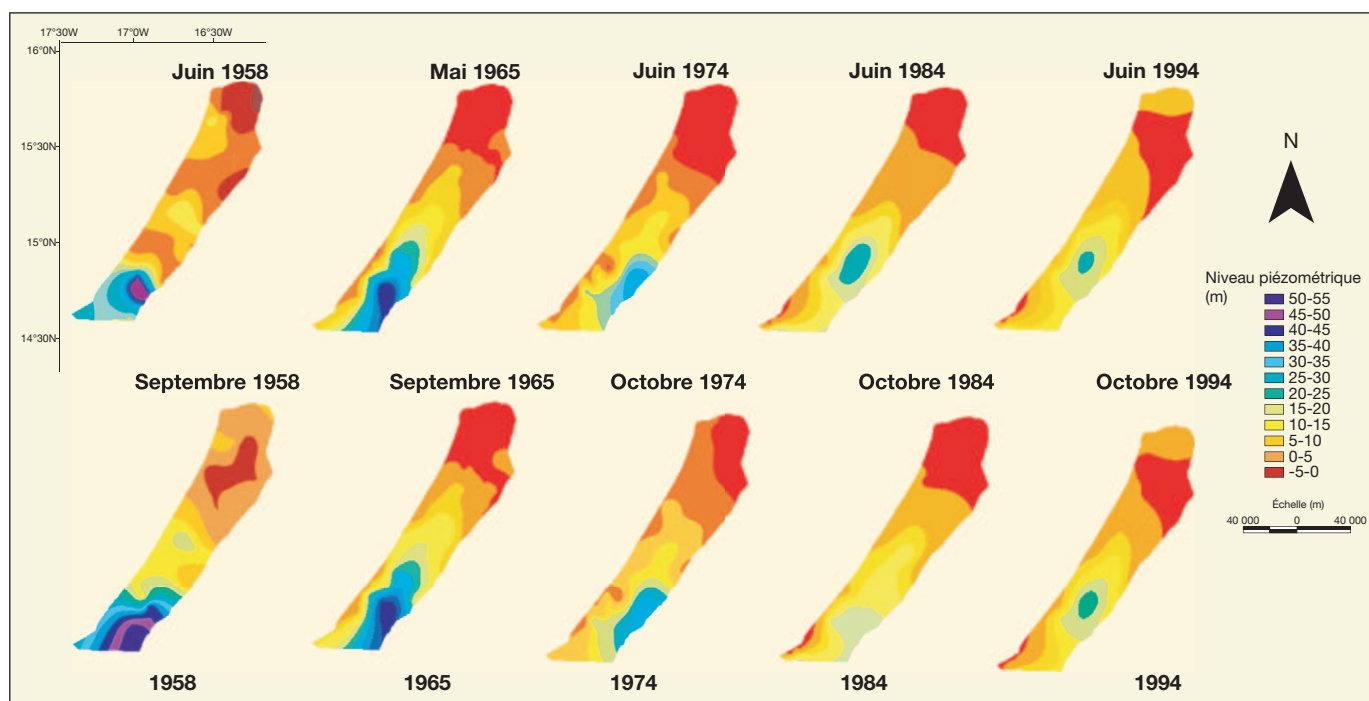 17°30W 17°0W 16°30W
16°0N
15°30N
15°0N
14°30N
Juin 1958
Mai 1965
Juin 1974
Juin 1984
Juin 1994
N
Niveau piézométrique
(m)
50-55
45-50
40-45
35-40
30-35
25-30
20-25
15-20
10-15
5-10
0-5
-5-0
Échelle (m)
40 000 0 40 000
Septembre 1958
Septembre 1965
Octobre 1974
Octobre 1984
Octobre 1994
1958
1965
1974
1984
1994